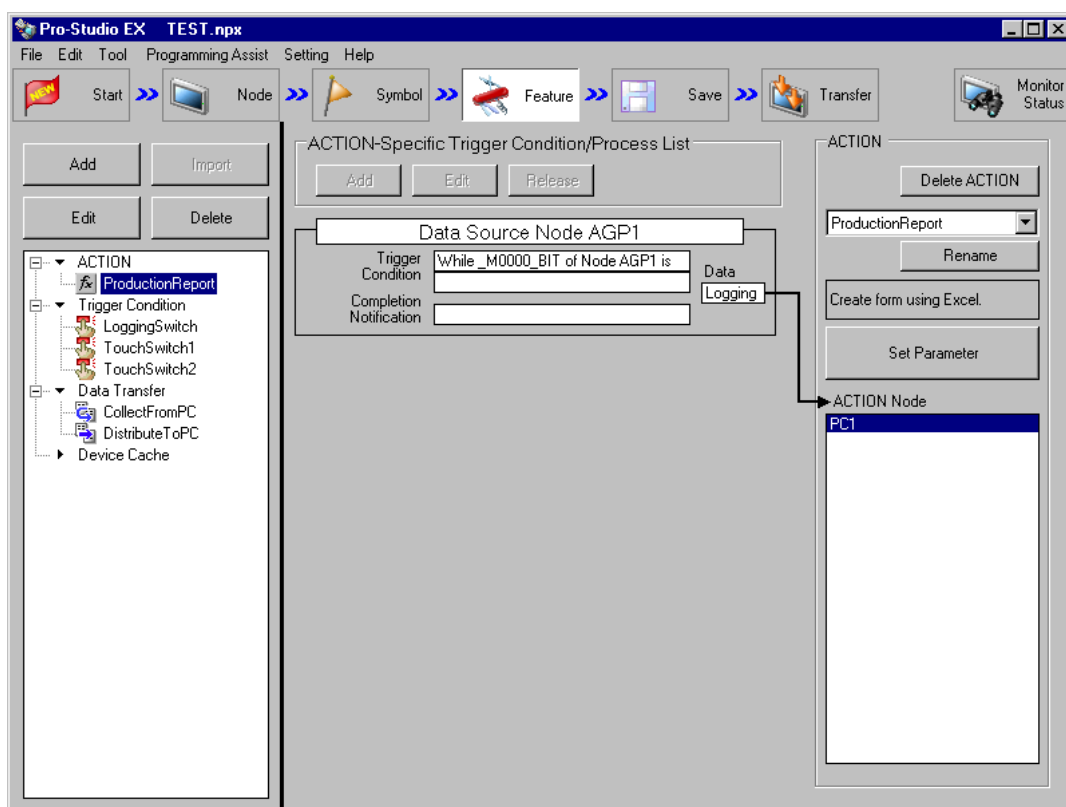 Pro-Studio EX TEST.npx
File Edit Tool Programming Assist Setting Help
NEW Start Node Symbol Feature Save Transfer Monitor Status
Add Import
Edit Delete
ACTION
ProductionReport
Trigger Condition
LoggingSwitch
TouchSwitch1
TouchSwitch2
Data Transfer
CollectFromPC
DistributeToPC
Device Cache
ACTION-Specific Trigger Condition/Process List
Add Edit Release
Data Source Node AGP1
Trigger Condition
While _M0000_BIT of Node AGP1 is
Completion Notification
Data
Logging
ACTION
Delete ACTION
ProductionReport
Rename
Create form using Excel.
Set Parameter
ACTION Node
PC1